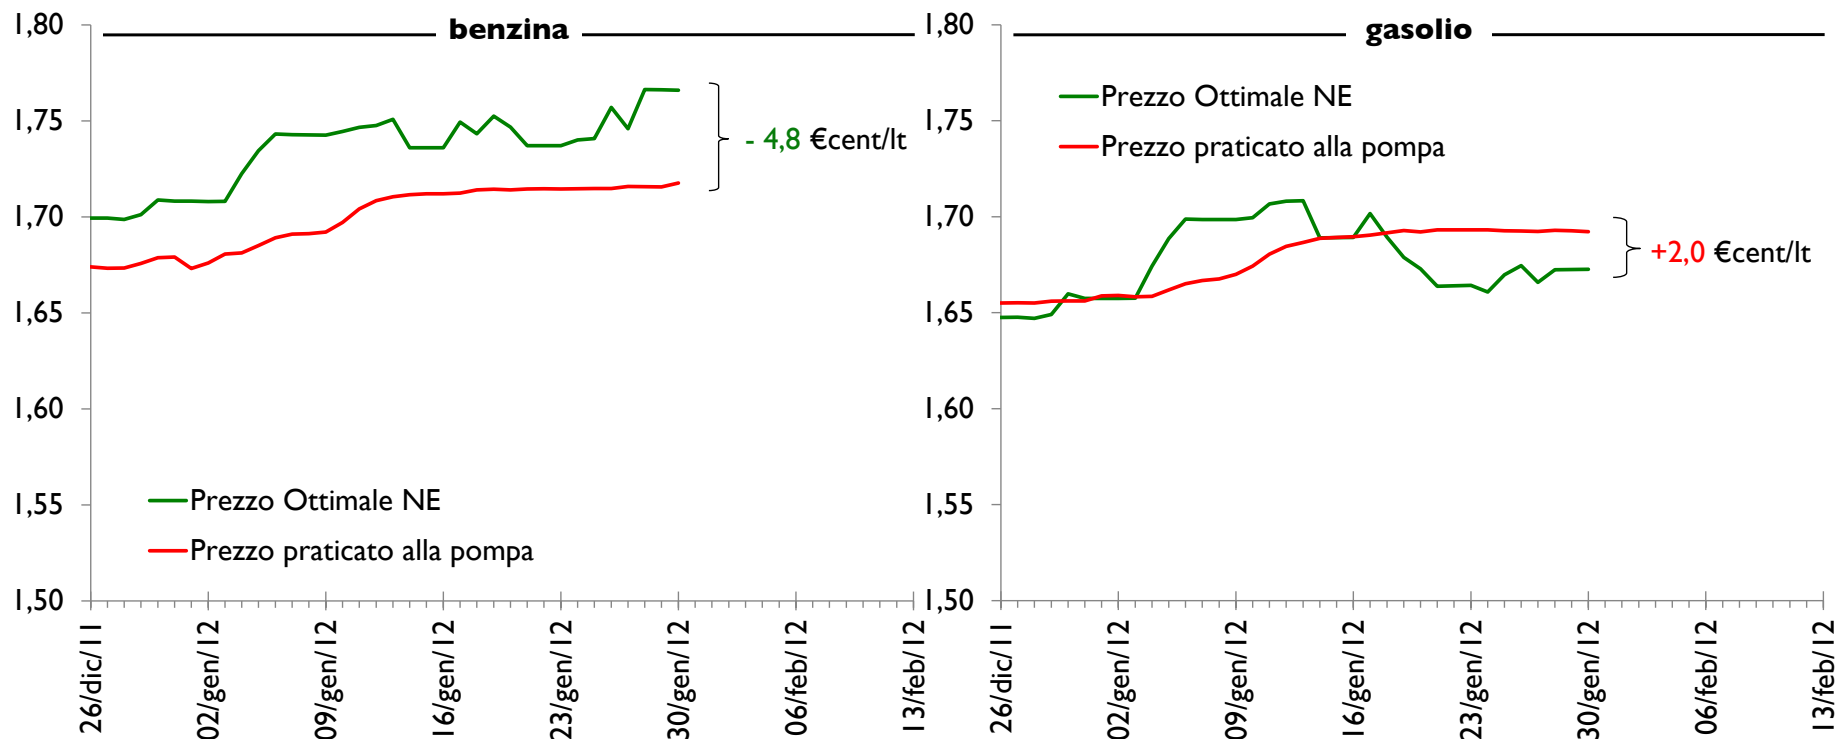 benzina
1,80
1,75
1,70
1,65
1,60
1,55
1,50
- 4,8 €cent/lt
Prezzo Ottimale NE
Prezzo praticato alla pompa
26/dic/11
02/gen/12
09/gen/12
16/gen/12
23/gen/12
30/gen/12
06/feb/12
13/feb/12
gasolio
1,80
1,75
1,70
1,65
1,60
1,55
1,50
Prezzo Ottimale NE
Prezzo praticato alla pompa
+2,0 €cent/lt
26/dic/11
02/gen/12
09/gen/12
16/gen/12
23/gen/12
30/gen/12
06/feb/12
13/feb/12